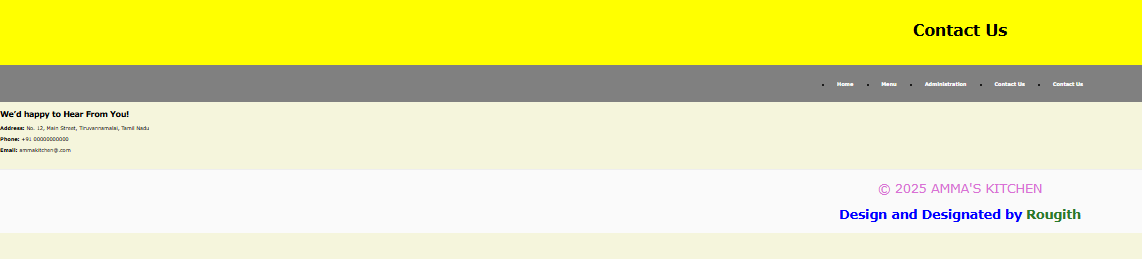 Contact Us
• Home • Menu • Administration • Contact Us • Contact Us
We'd happy to Hear From You!
Address: No. 12, Main Street, Tiruvannamalai, Tamil Nadu
Phone: +91 00000000000
Email: ammakitchen@.com
© 2025 AMMA'S KITCHEN
Design and Designated by Rougith